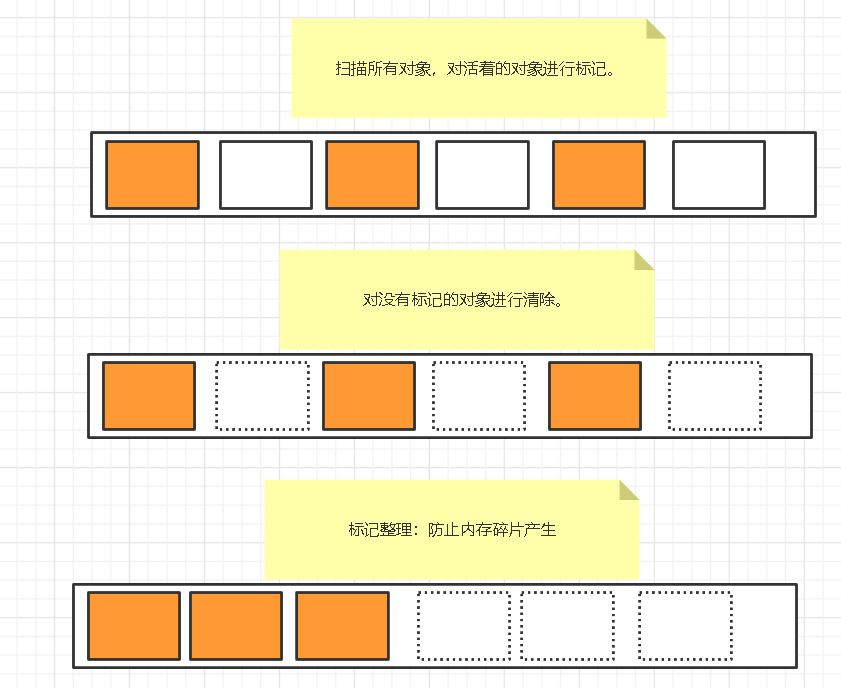 扫描所有对象，对活着的对象进行标记。
对没有标记的对象进行清除。
标记整理：防止内存碎片产生